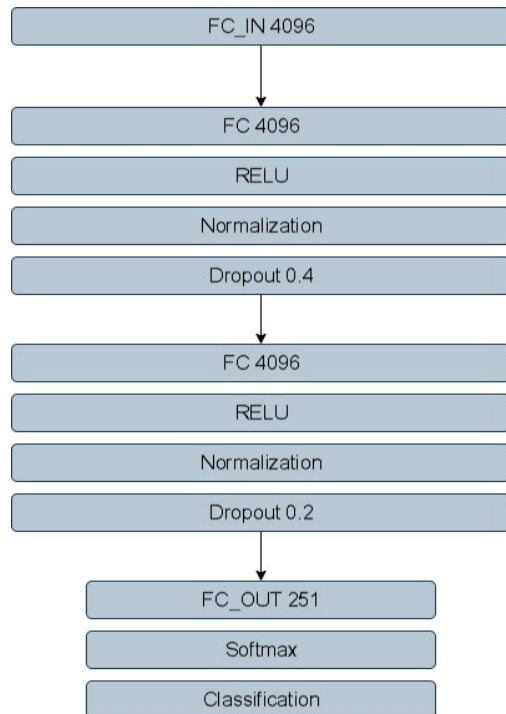 FC_IN 4096
FC 4096
RELU
Normalization
Dropout 0.4
FC 4096
RELU
Normalization
Dropout 0.2
FC_OUT 251
Softmax
Classification